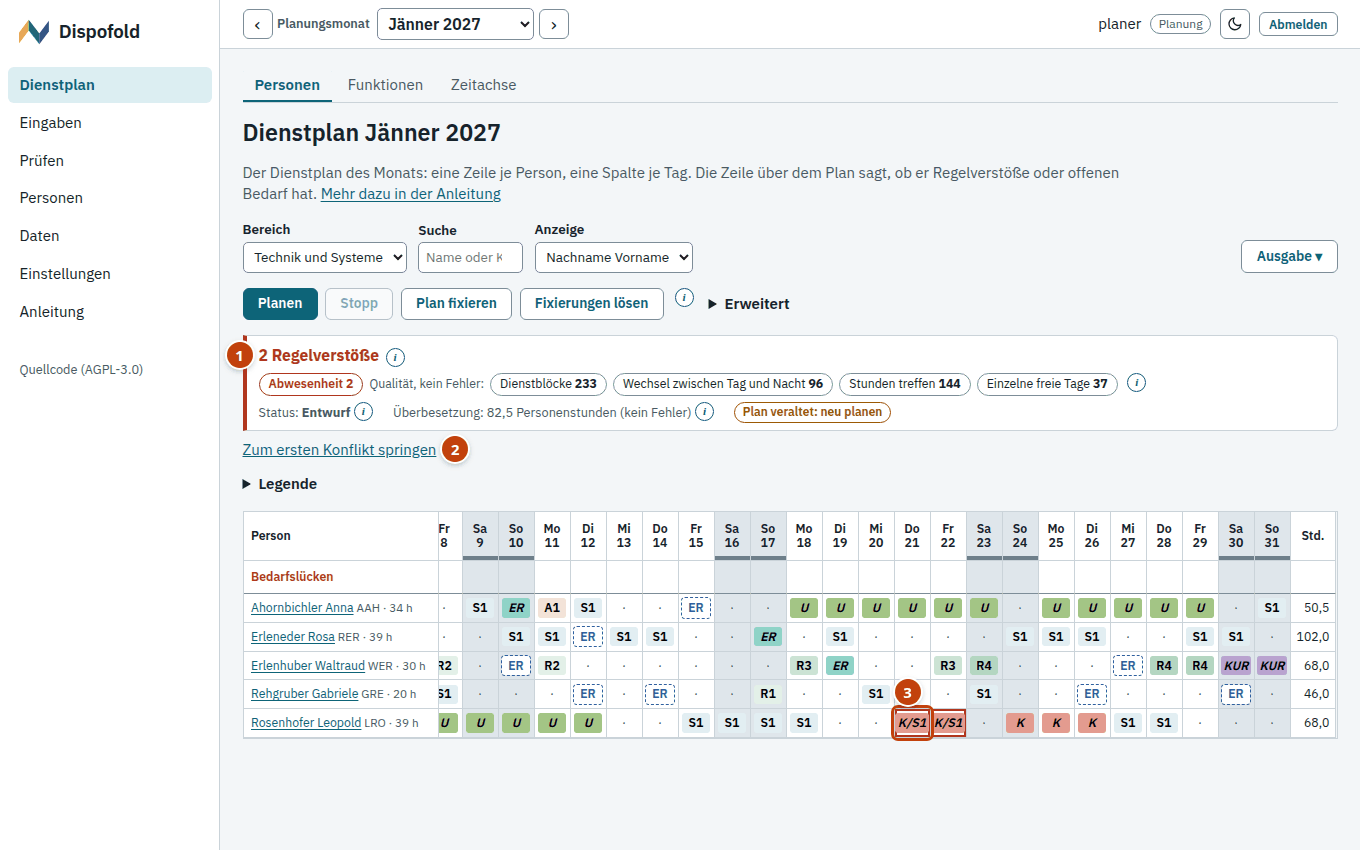 Dispofold
‹ Planungsmonat Jänner 2027 ›
planer Planung Abmelden
Dienstplan
Eingaben
Prüfen
Personen
Daten
Einstellungen
Anleitung
Quellcode (AGPL-3.0)
Personen Funktionen Zeitachse
Dienstplan Jänner 2027
Der Dienstplan des Monats: eine Zeile je Person, eine Spalte je Tag. Die Zeile über dem Plan sagt, ob er Regelverstöße oder offenen
Bedarf hat. Mehr dazu in der Anleitung
Bereich Suche Anzeige
Technik und Systeme Name oder K Nachname Vorname Ausgabe ▾
Planen Stopp Plan fixieren Fixierungen lösen i ▶ Erweitert
1 2 Regelverstöße i
Abwesenheit 2 Qualität, kein Fehler: Dienstblöcke 233 Wechsel zwischen Tag und Nacht 96 Stunden treffen 144 Einzelne freie Tage 37 i
Status: Entwurf i Überbesetzung: 82,5 Personenstunden (kein Fehler) i Plan veraltet: neu planen
Zum ersten Konflikt springen 2
▶ Legende
Person Fr 8 Sa 9 So 10 Mo 11 Di 12 Mi 13 Do 14 Fr 15 Sa 16 So 17 Mo 18 Di 19 Mi 20 Do 21 Fr 22 Sa 23 So 24 Mo 25 Di 26 Mi 27 Do 28 Fr 29 Sa 30 So 31 Std.
Bedarfslücken
Ahornbichler Anna AAH · 34 h · S1 ER A1 S1 · · ER · · U U U U U U · U U U U U · S1 50,5
Erleneder Rosa RER · 39 h · · S1 S1 ER S1 S1 · · ER · S1 · · · · S1 S1 S1 · · S1 S1 · 102,0
Erlenhuber Waltraud WER · 30 h R2 · ER R2 · · · · · · R3 ER · · R3 R4 · · · ER R4 R4 KUR KUR 68,0
Rehgruber Gabriele GRE · 20 h S1 · · · ER · ER · · R1 · · S1 3 · S1 · · ER · · · ER · 46,0
Rosenhofer Leopold LRO · 39 h U U U U U · · S1 S1 S1 S1 · · K/S1 K/S1 · K K K S1 S1 · · · 68,0